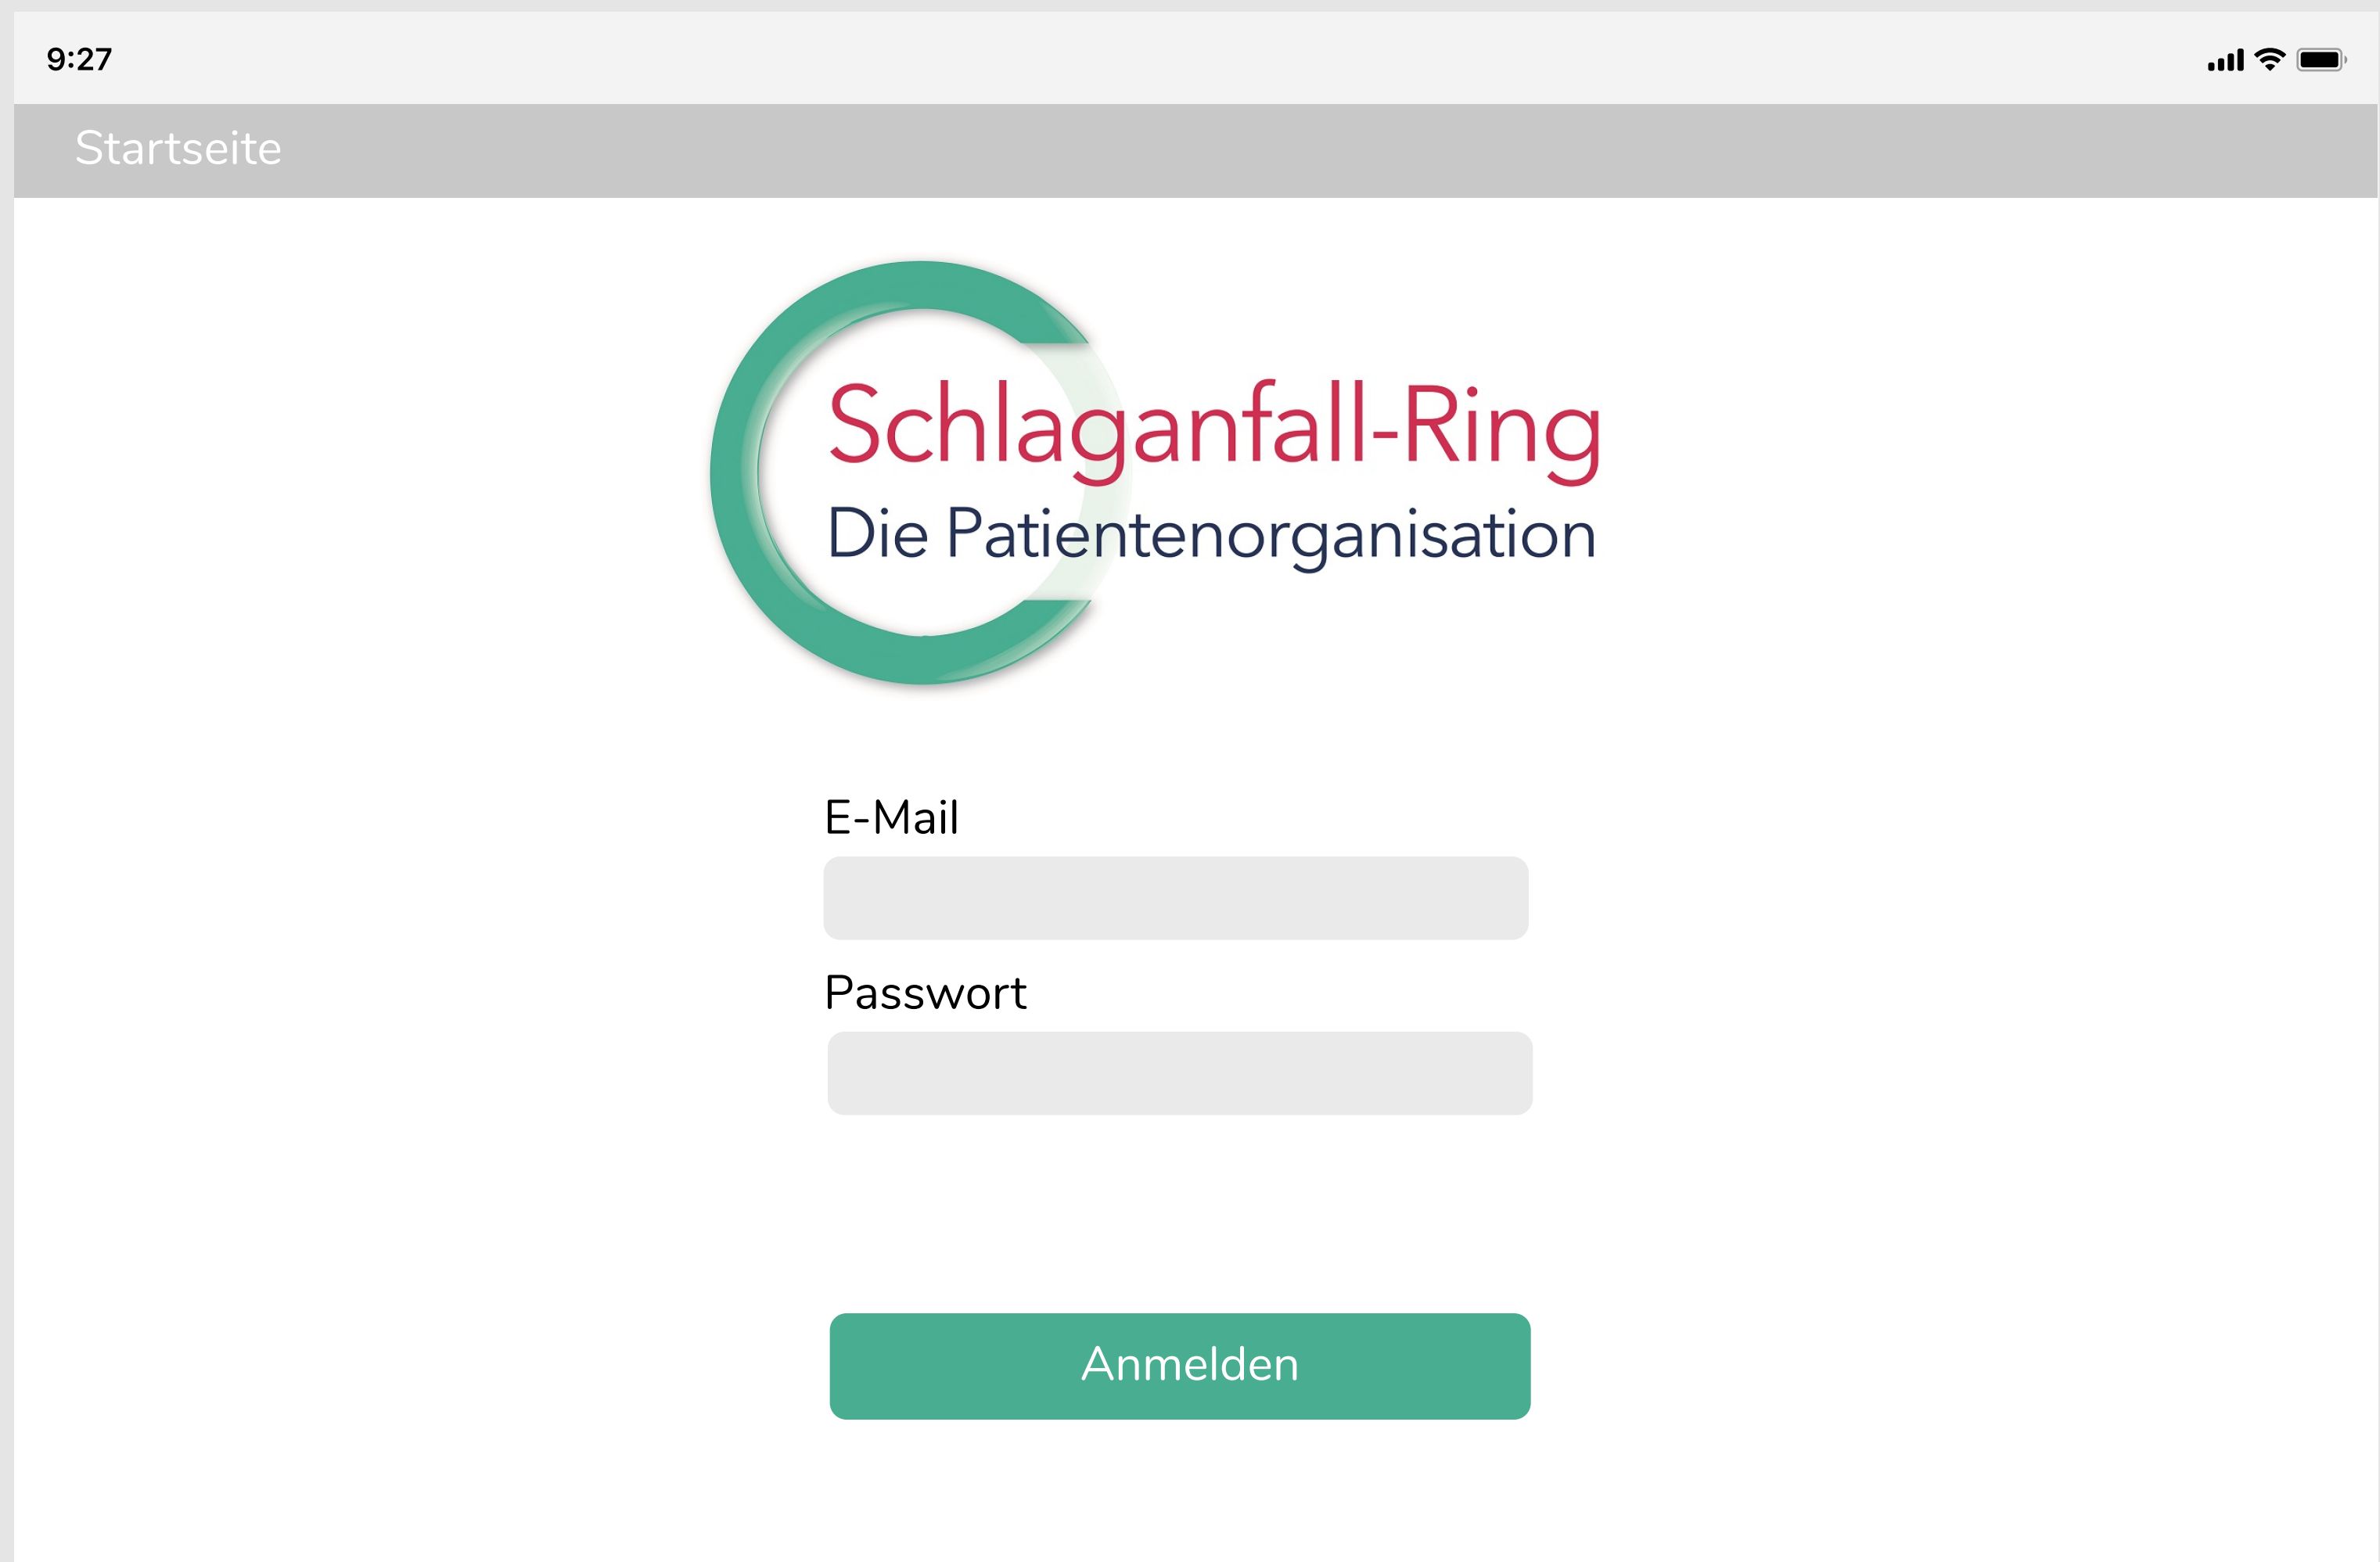 9:27
Startseite
Schlaganfall-Ring
Die Patientenorganisation
E-Mail
Passwort
Anmelden